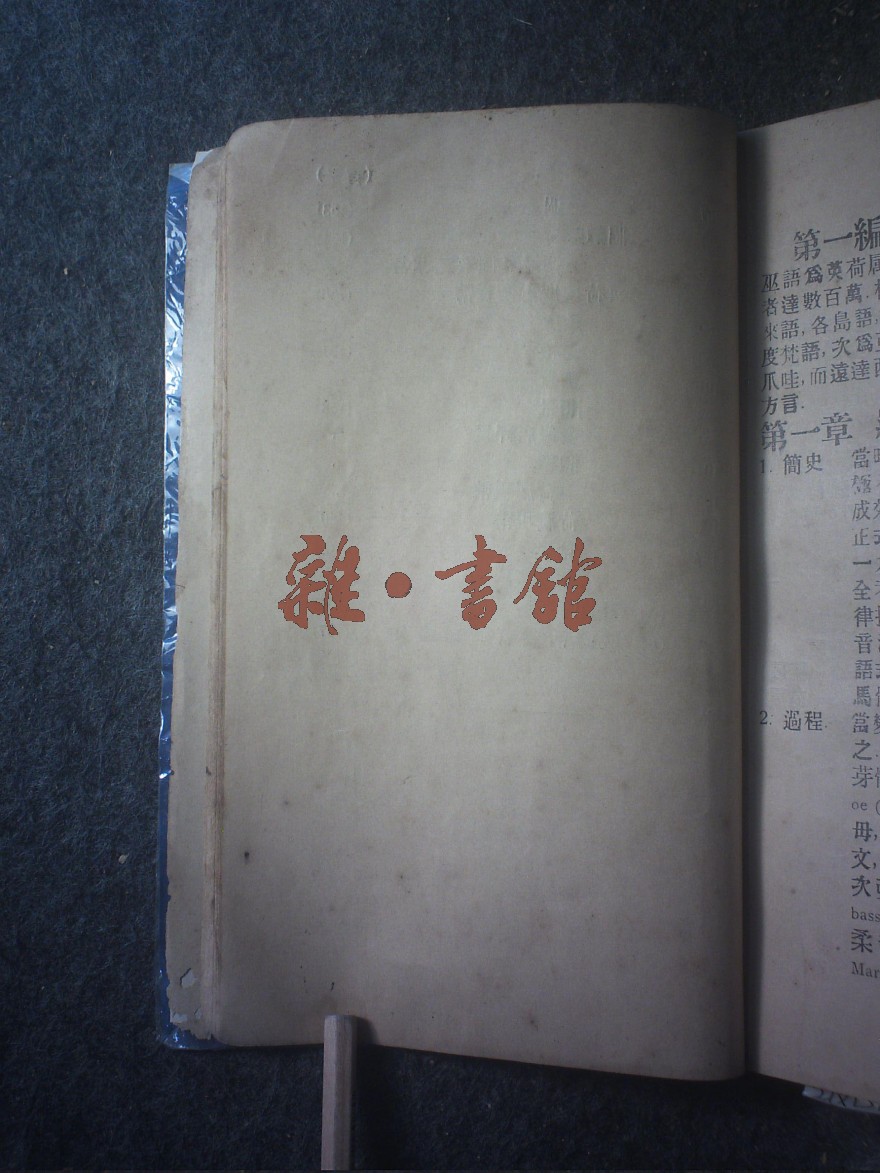 雜·書館
第一編
巫語爲英荷屬
者達數百萬.
來語,各島語,
度梵語,次爲
爪哇,而遠達
方言.
第一章
1. 簡史 當
成
正
一
全
律
音
語
馬
2. 過程. 當
之.
芽
oe (
母,
文,
次
bass
柔
Mar